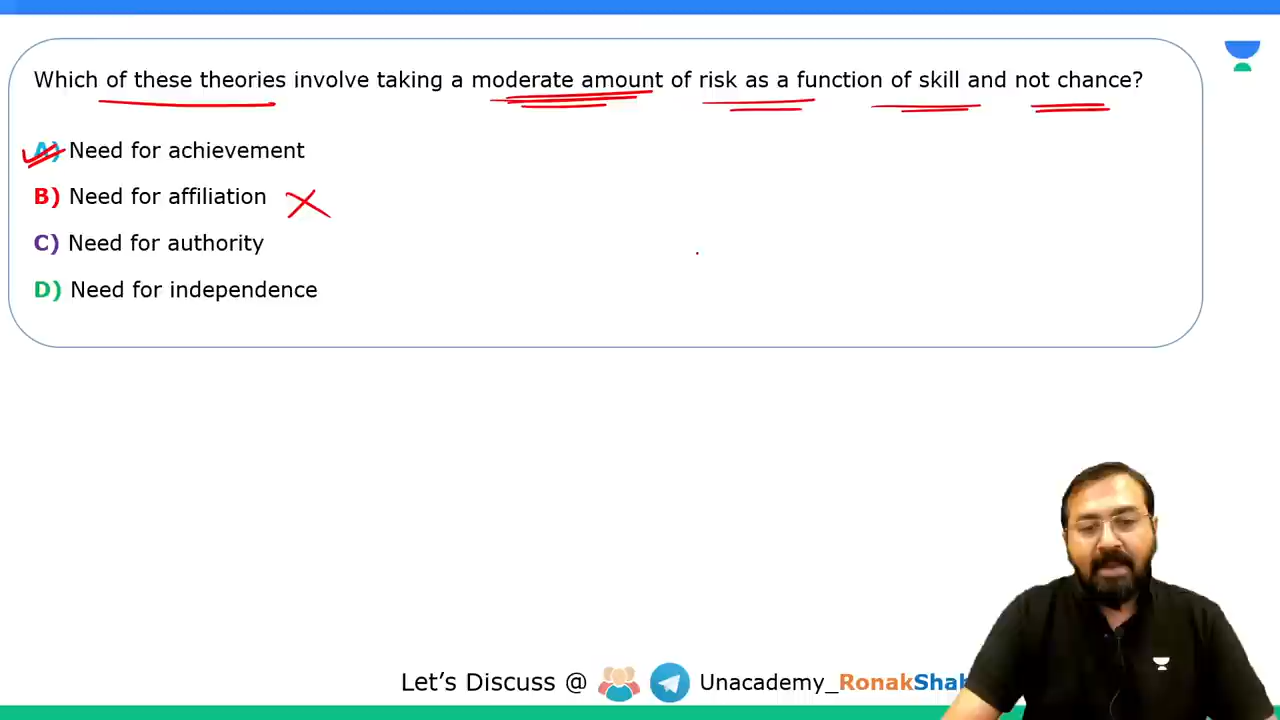 Which of these theories involve taking a moderate amount of risk as a function of skill and not chance?
A) Need for achievement
B) Need for affiliation
C) Need for authority
D) Need for independence
Let’s Discuss @ Unacademy_RonakShah